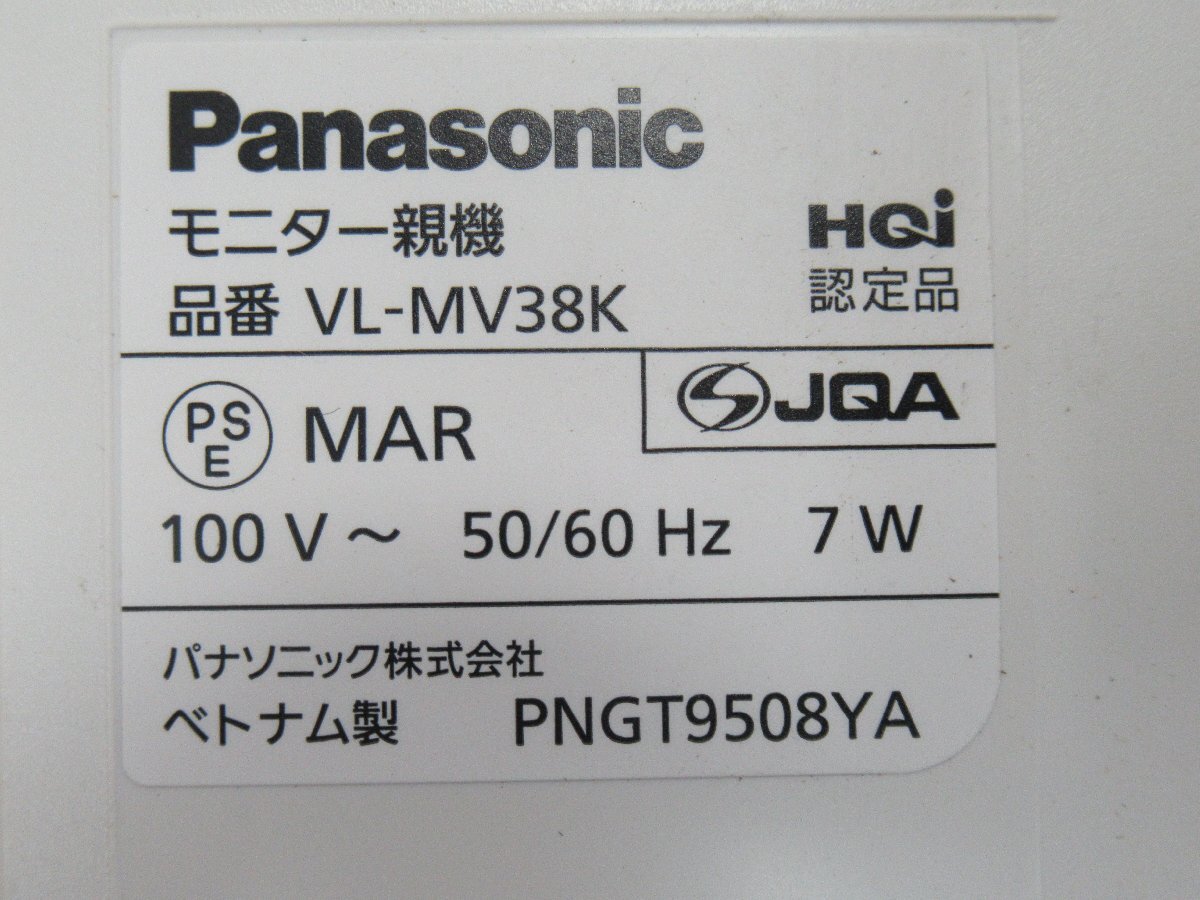 Panasonic
モニター親機
品番 VL-MV38K
HQi
認定品
PSE MAR
S JQA
100 V ～ 50/60 Hz 7 W
パナソニック株式会社
ベトナム製 PNGT9508YA